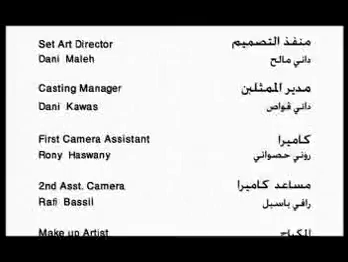 Set Art Director منفذ التصميم
Dani Maleh داني مالح
Casting Manager مدير الممثلين
Dani Kawas داني قواص
First Camera Assistant كاميرا
Rony Haswany روني حصواني
2nd Asst. Camera مساعد كاميرا
Rafi Bassil رافي باسيل
Make up Artist المكياج